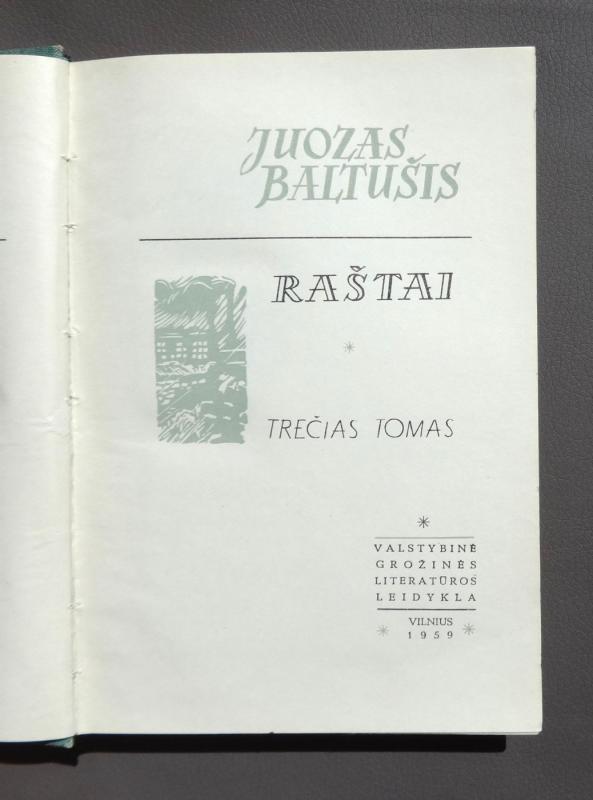 JUOZAS
BALTUŠIS
RAŠTAI
TREČIAS TOMAS
VALSTYBINĖ
GROŽINĖS
LITERATŪROS
LEIDYKLA
VILNIUS
1959